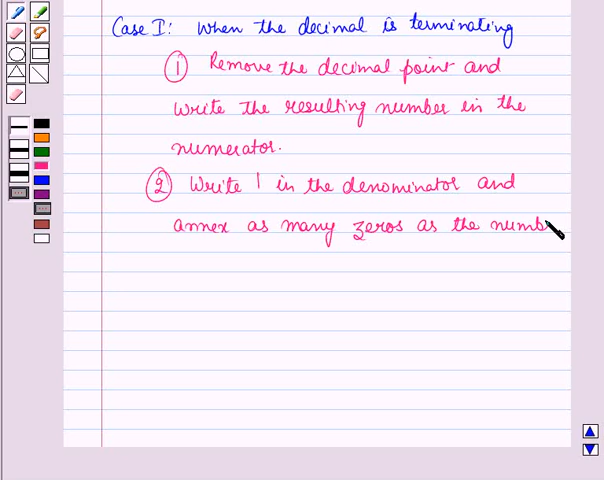 Case I: When the decimal is terminating
① Remove the decimal point and
write the resulting number in the
numerator.
② Write 1 in the denominator and
annex as many zeros as the numb